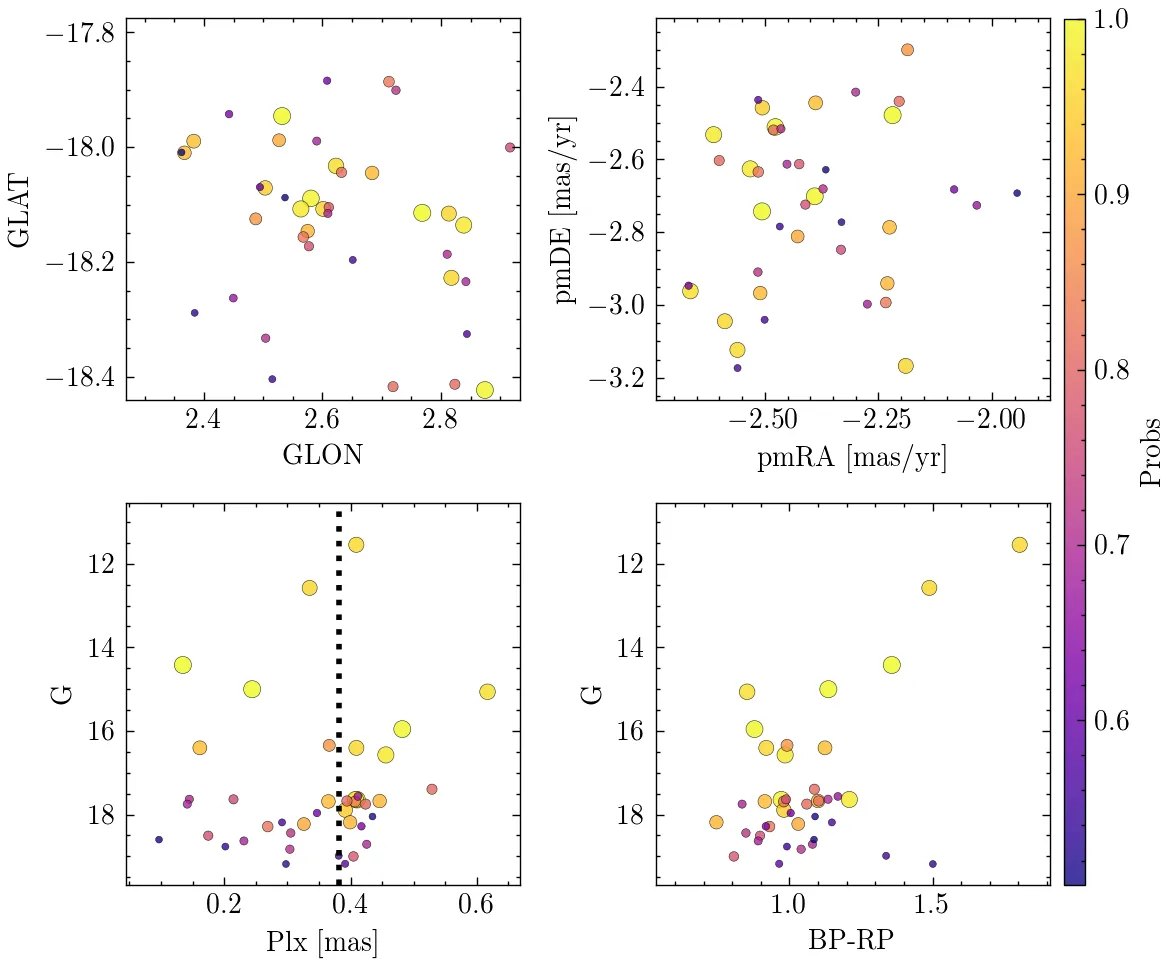 −17.8
−18.0
−18.2
−18.4
GLAT
2.4 2.6 2.8
GLON
−2.4
−2.6
−2.8
−3.0
−3.2
pmDE [mas/yr]
−2.50 −2.25 −2.00
pmRA [mas/yr]
12
14
16
18
G
0.2 0.4 0.6
Plx [mas]
12
14
16
18
G
1.0 1.5
BP-RP
1.0
0.9
0.8
0.7
0.6
Probs